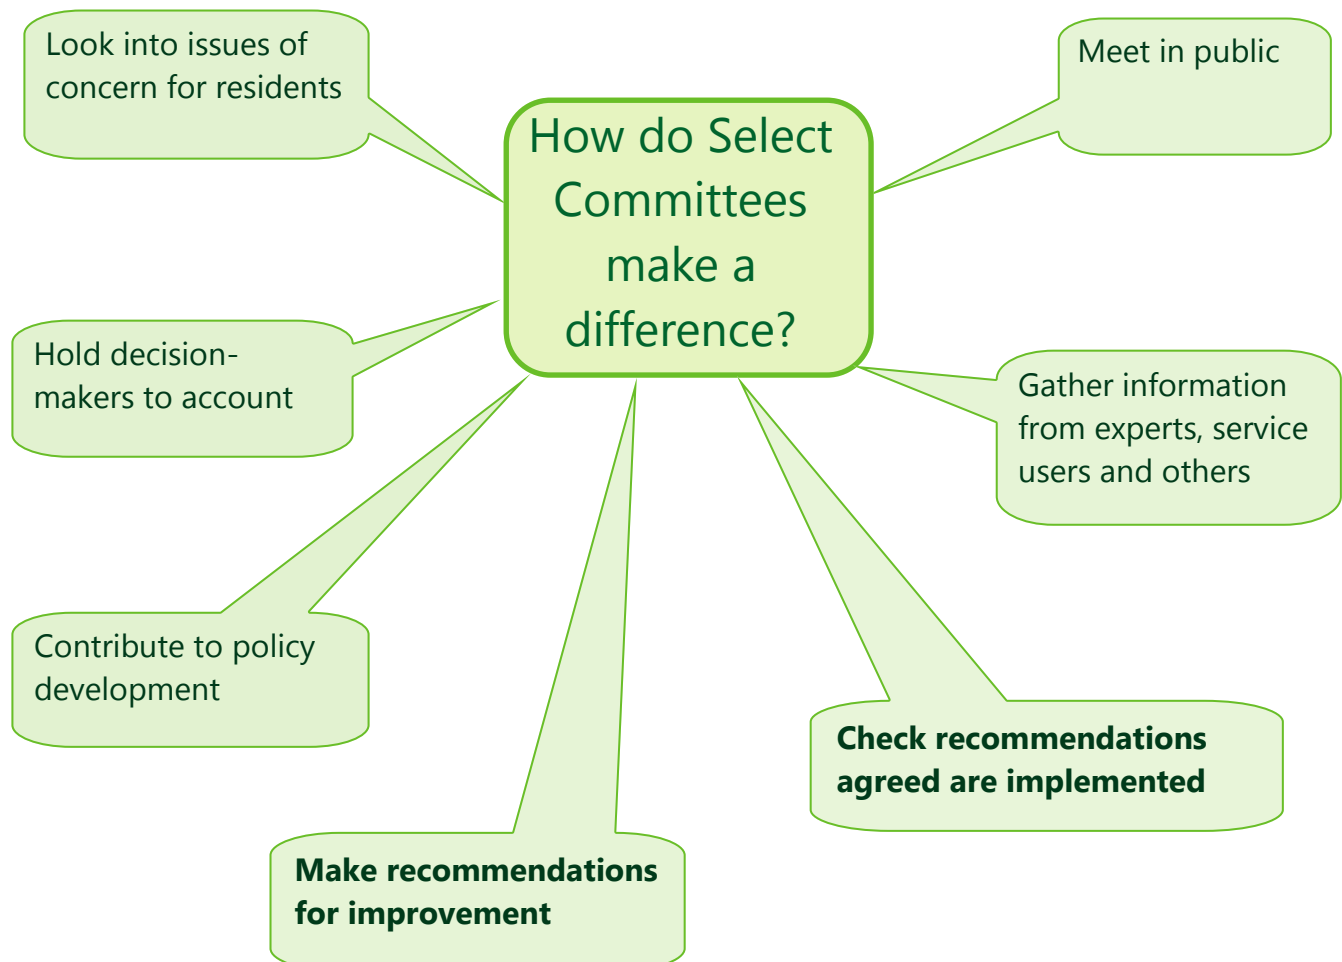 Look into issues of
concern for residents
Meet in public
How do Select
Committees
make a
difference?
Hold decision-
makers to account
Gather information
from experts, service
users and others
Contribute to policy
development
Check recommendations
agreed are implemented
Make recommendations
for improvement